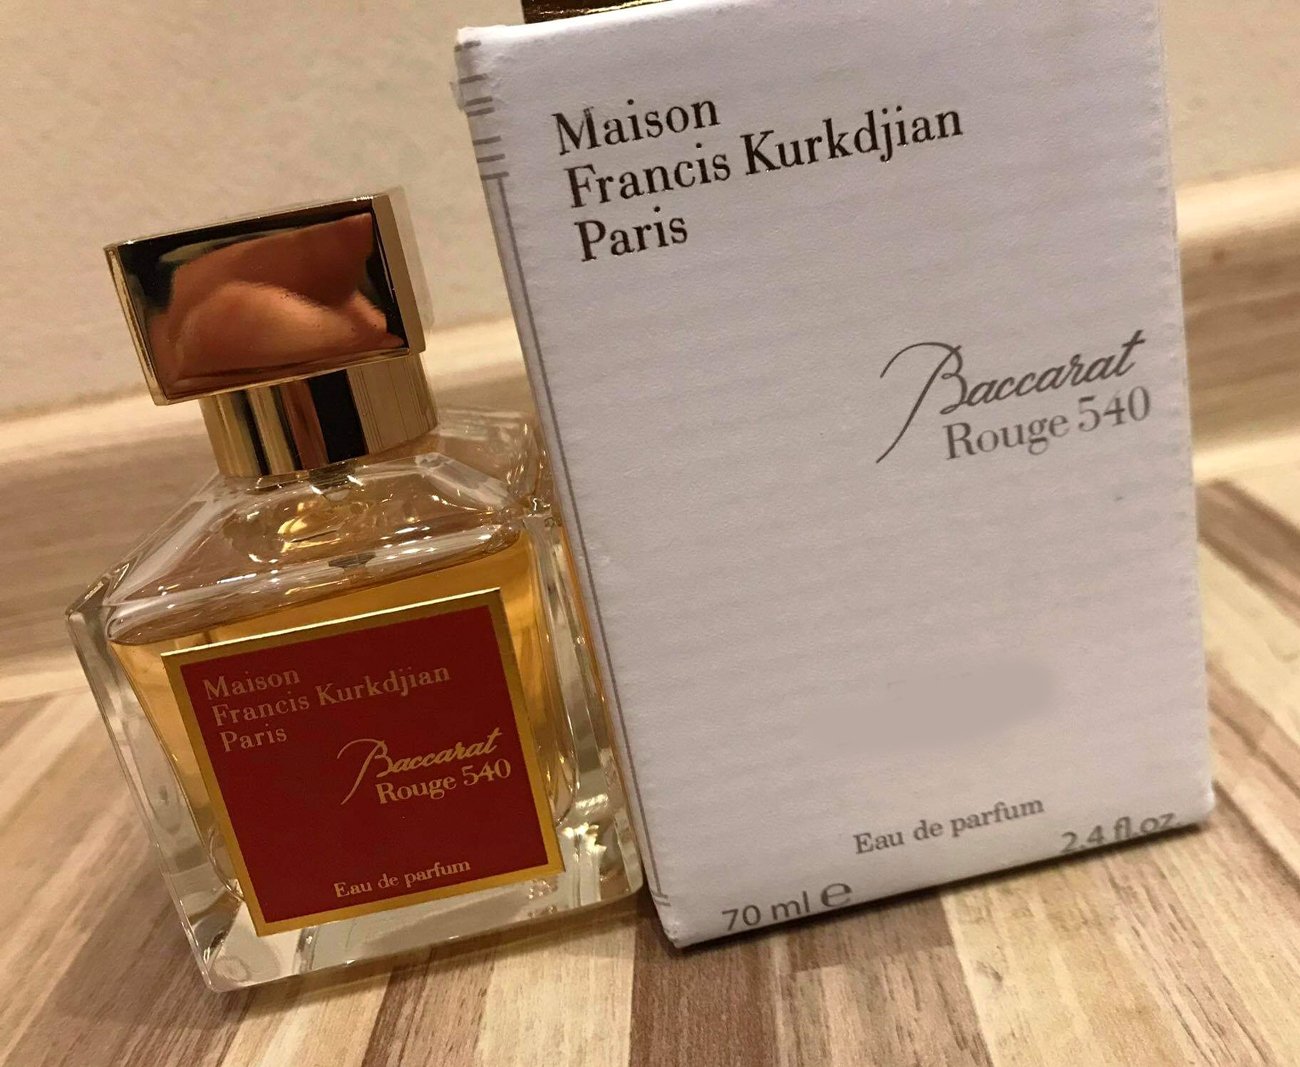 Maison
Francis Kurkdjian
Paris
Baccarat
Rouge 540
Eau de parfum
Maison
Francis Kurkdjian
Paris
Baccarat
Rouge 540
Eau de parfum
70 ml ℮
2.4 fl.oz.